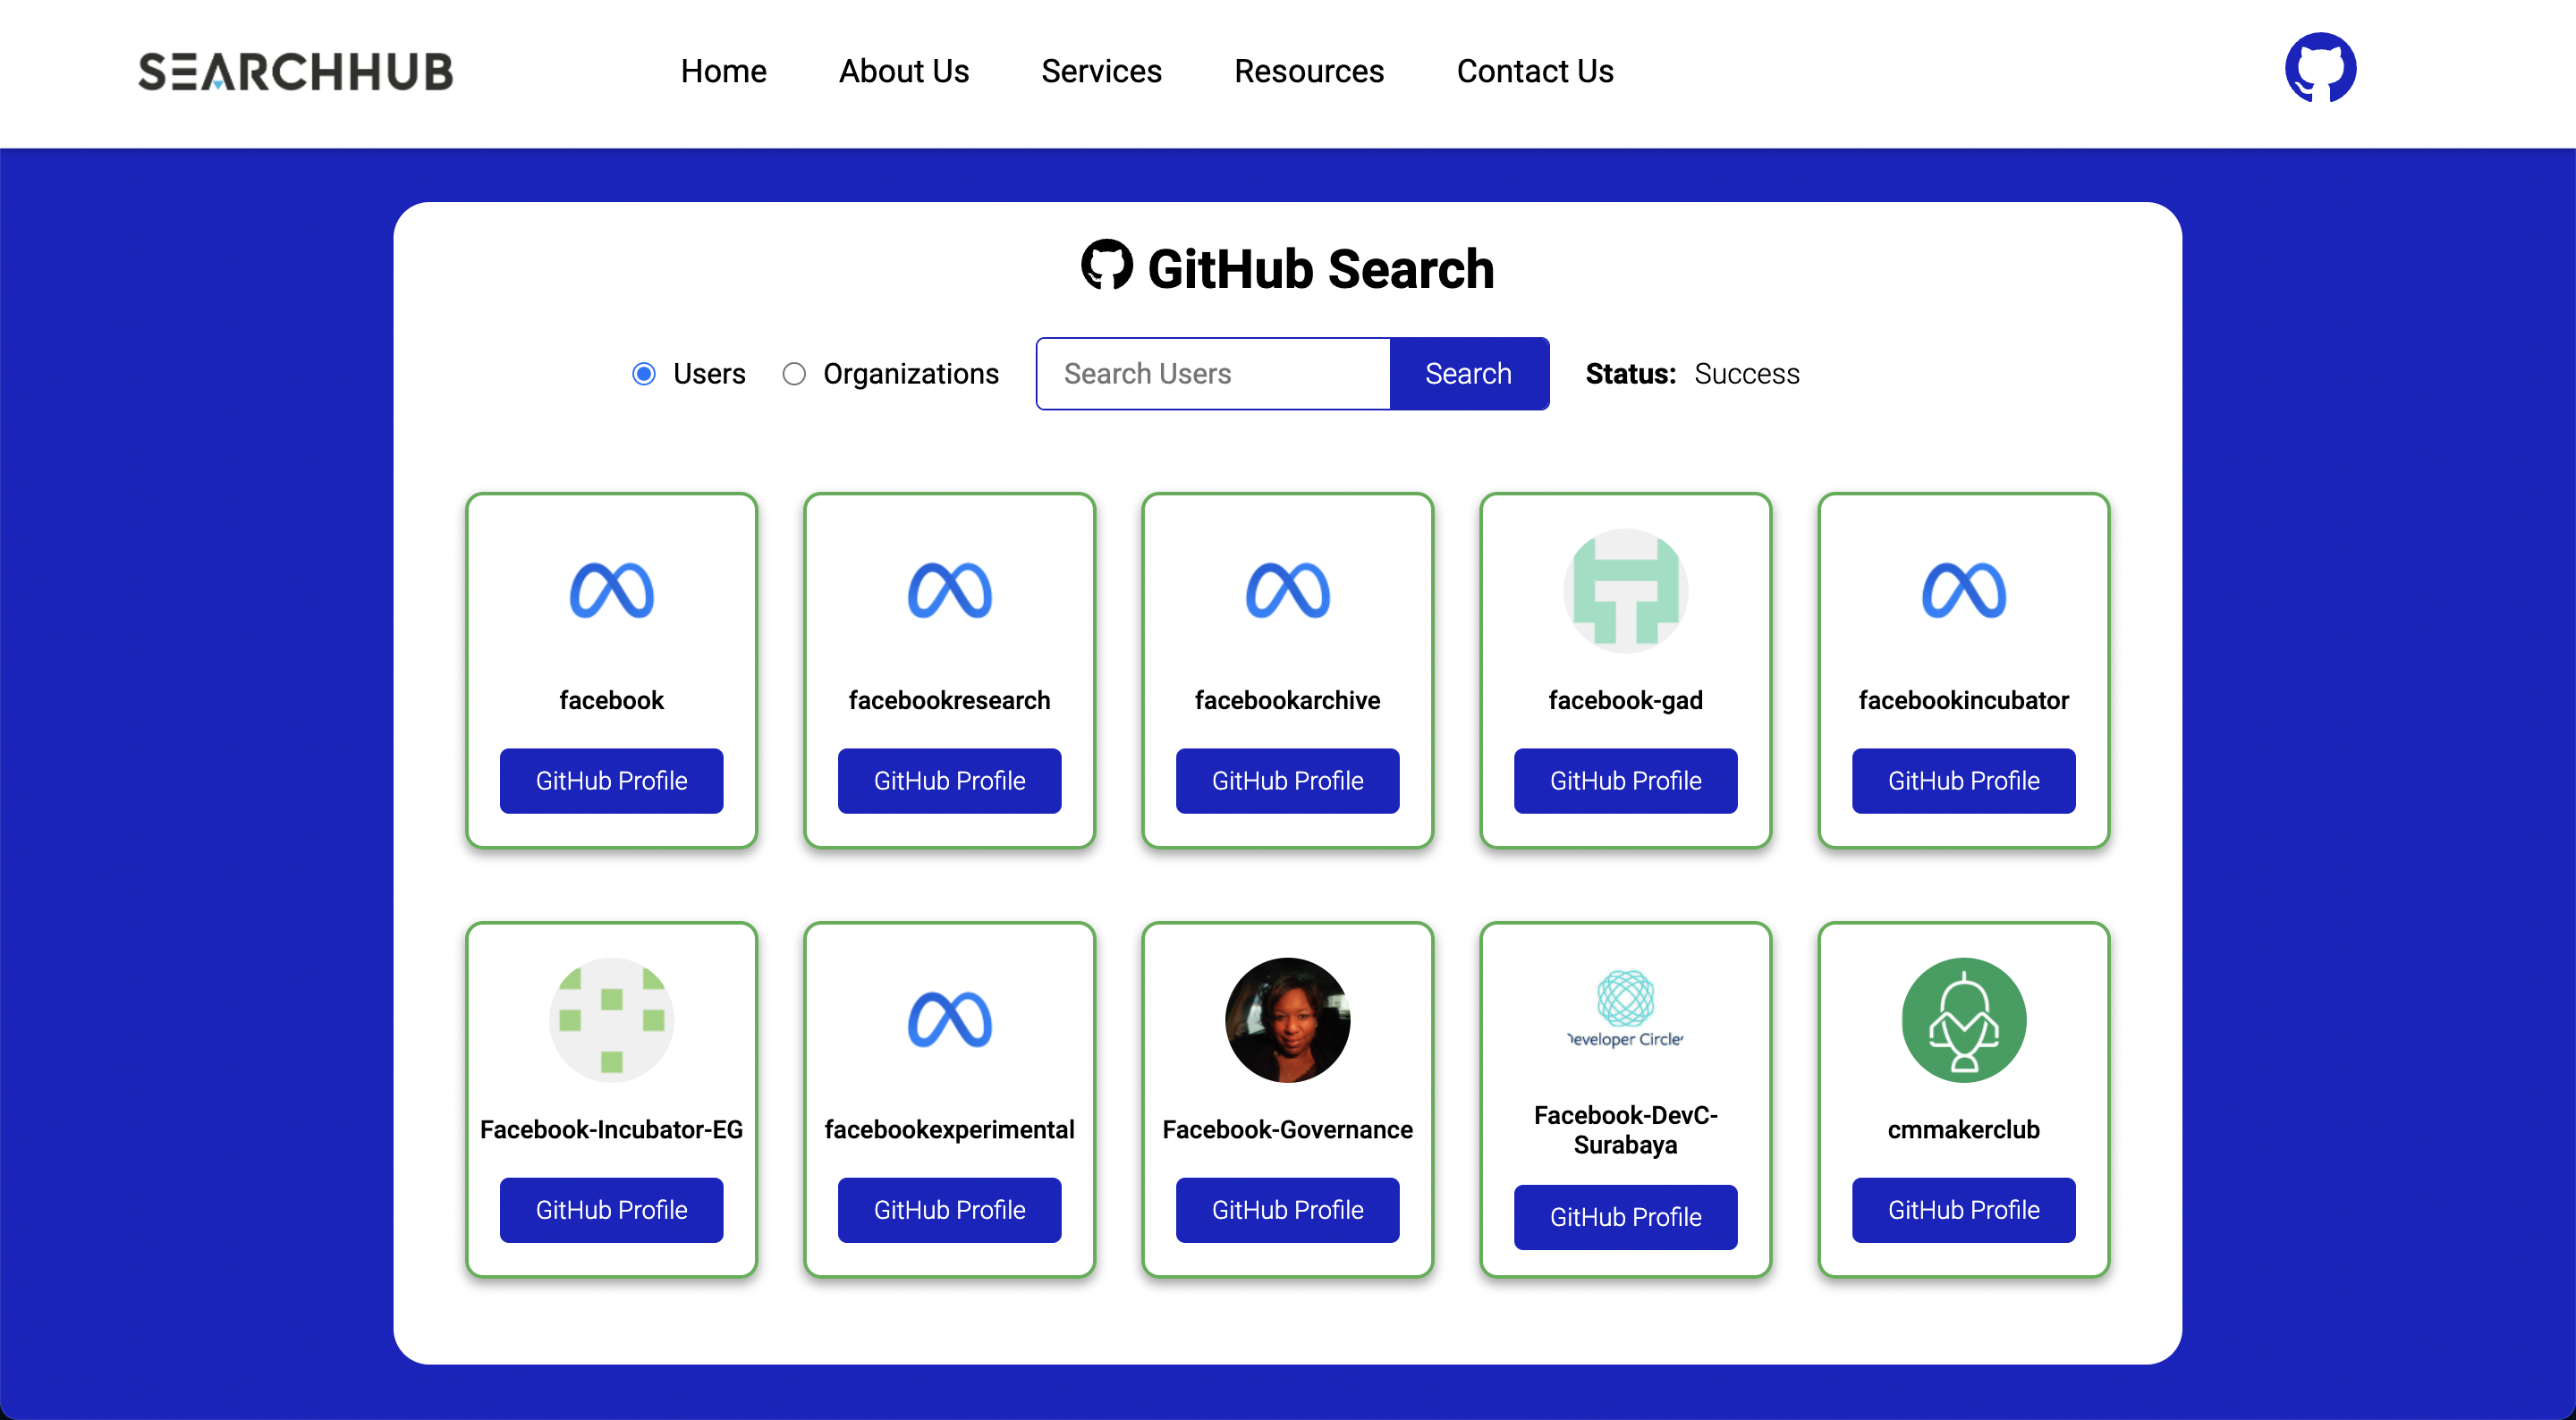 SEARCHHUB
Home
About Us
Services
Resources
Contact Us
GitHub Search
Users
Organizations
Search Users
Search
Status: Success
facebook
GitHub Profile
facebookresearch
GitHub Profile
facebookarchive
GitHub Profile
facebook-gad
GitHub Profile
facebookincubator
GitHub Profile
Facebook-Incubator-EG
GitHub Profile
facebookexperimental
GitHub Profile
Facebook-Governance
GitHub Profile
Developer Circle
Facebook-DevC-
Surabaya
GitHub Profile
cmmakerclub
GitHub Profile